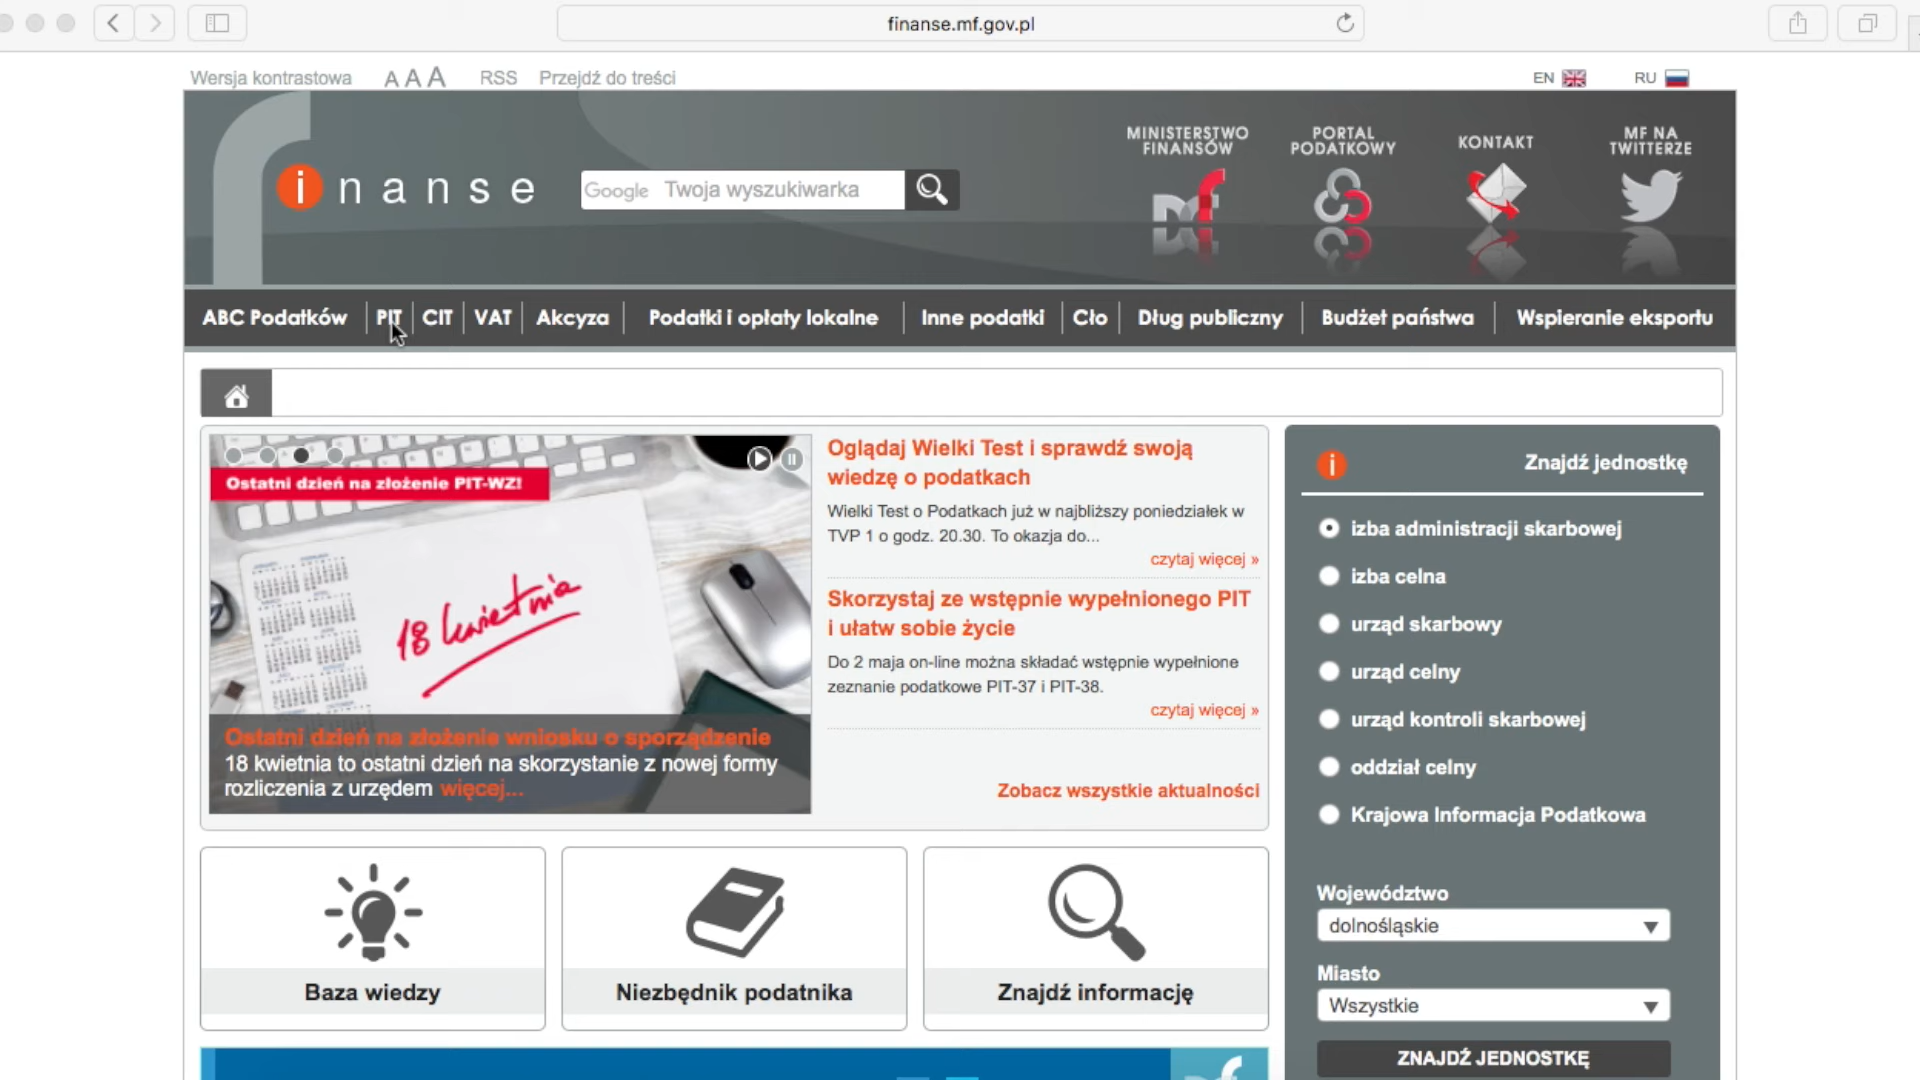 finanse.mf.gov.pl
Wersja kontrastowa A A A RSS Przejdź do treści
EN RU
finanse
Google Twoja wyszukiwarka
MINISTERSTWO
FINANSÓW
PORTAL
PODATKOWY
KONTAKT
MF NA
TWITTERZE
ABC Podatków PIT CIT VAT Akcyza Podatki i opłaty lokalne Inne podatki Cło Dług publiczny Budżet państwa Wspieranie eksportu
Ostatni dzień na złożenie PIT-WZ!
18 kwietnia
Ostatni dzień na złożenie wniosku o sporządzenie
18 kwietnia to ostatni dzień na skorzystanie z nowej formy
rozliczenia z urzędem więcej...
Oglądaj Wielki Test i sprawdź swoją
wiedzę o podatkach
Wielki Test o Podatkach już w najbliższy poniedziałek w
TVP 1 o godz. 20.30. To okazja do...
czytaj więcej »
Skorzystaj ze wstępnie wypełnionego PIT
i ułatw sobie życie
Do 2 maja on-line można składać wstępnie wypełnione
zeznanie podatkowe PIT-37 i PIT-38.
czytaj więcej »
Zobacz wszystkie aktualności
Znajdź jednostkę
izba administracji skarbowej
izba celna
urząd skarbowy
urząd celny
urząd kontroli skarbowej
oddział celny
Krajowa Informacja Podatkowa
Województwo
dolnośląskie
Miasto
Wszystkie
ZNAJDŹ JEDNOSTKĘ
Baza wiedzy
Niezbędnik podatnika
Znajdź informację